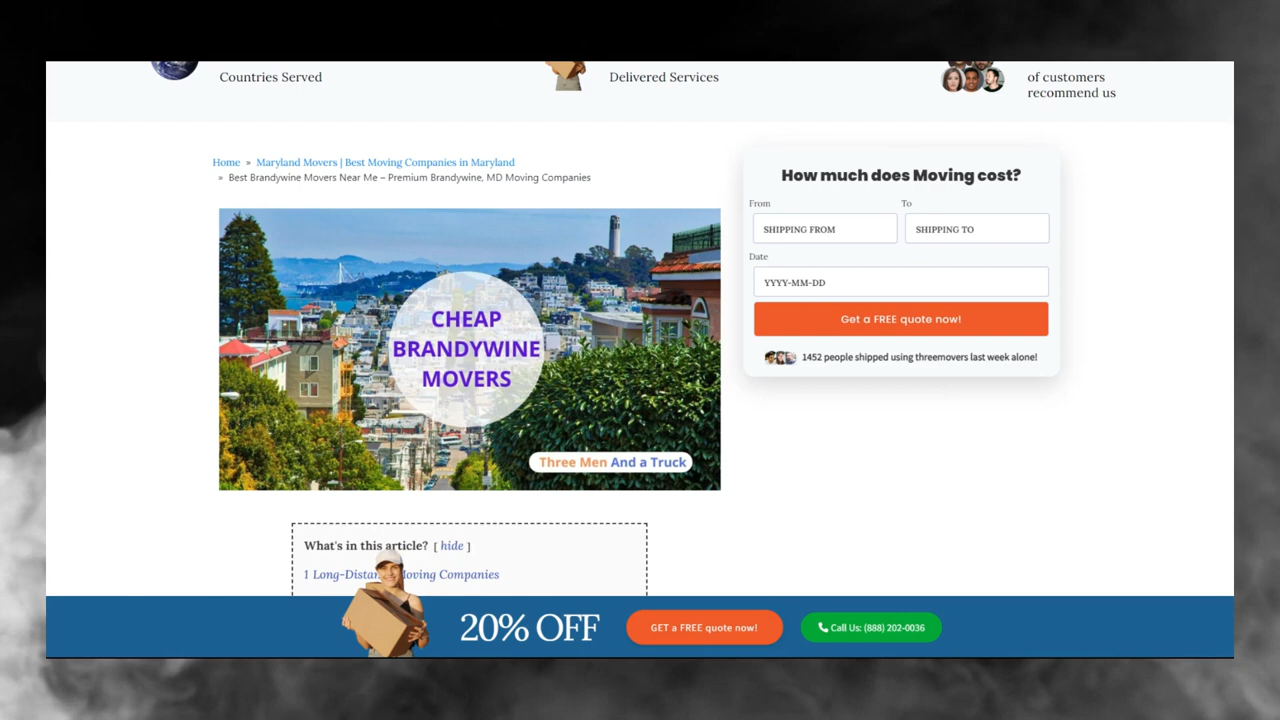 Countries Served
Delivered Services
of customers
recommend us
Home » Maryland Movers | Best Moving Companies in Maryland
» Best Brandywine Movers Near Me – Premium Brandywine, MD Moving Companies
CHEAP
BRANDYWINE
MOVERS
Three Men And a Truck
How much does Moving cost?
From
To
SHIPPING FROM
SHIPPING TO
Date
YYYY-MM-DD
Get a FREE quote now!
1452 people shipped using threemovers last week alone!
What's in this article? [ hide ]
1 Long-Distan Moving Companies
20% OFF
GET a FREE quote now!
Call Us: (888) 202-0036